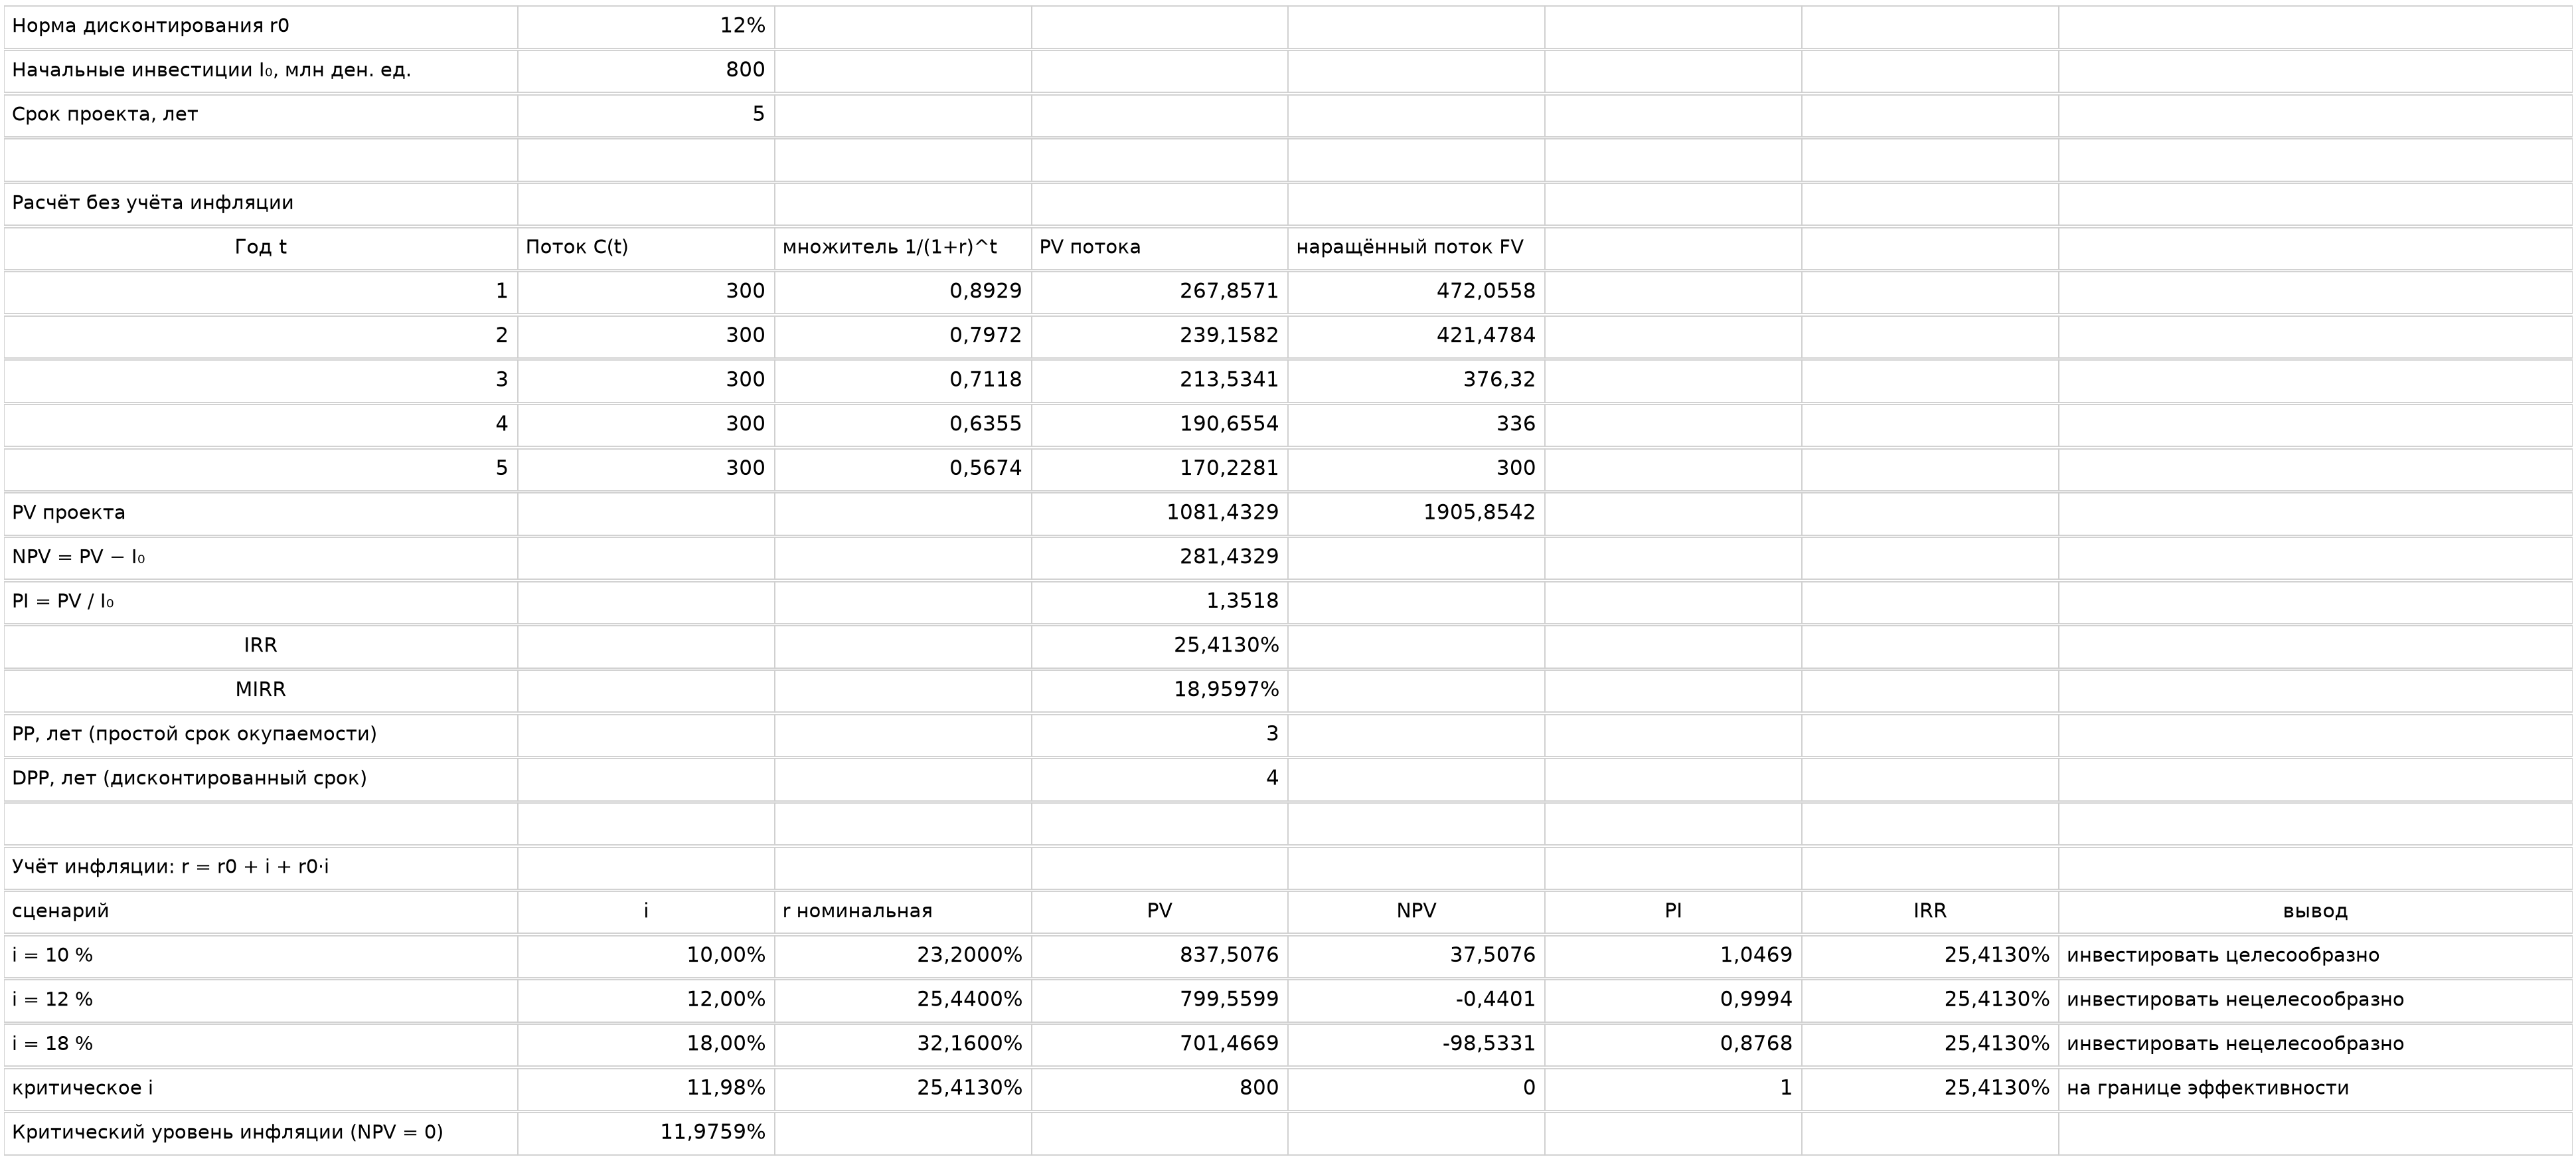 Норма дисконтирования r0 12%
Начальные инвестиции I₀, млн ден. ед. 800
Срок проекта, лет 5
Расчёт без учёта инфляции
Год t Поток C(t) множитель 1/(1+r)^t PV потока наращённый поток FV
1 300 0,8929 267,8571 472,0558
2 300 0,7972 239,1582 421,4784
3 300 0,7118 213,5341 376,32
4 300 0,6355 190,6554 336
5 300 0,5674 170,2281 300
PV проекта 1081,4329 1905,8542
NPV = PV − I₀ 281,4329
PI = PV / I₀ 1,3518
IRR 25,4130%
MIRR 18,9597%
PP, лет (простой срок окупаемости) 3
DPP, лет (дисконтированный срок) 4
Учёт инфляции: r = r0 + i + r0·i
сценарий i r номинальная PV NPV PI IRR вывод
i = 10 % 10,00% 23,2000% 837,5076 37,5076 1,0469 25,4130% инвестировать целесообразно
i = 12 % 12,00% 25,4400% 799,5599 -0,4401 0,9994 25,4130% инвестировать нецелесообразно
i = 18 % 18,00% 32,1600% 701,4669 -98,5331 0,8768 25,4130% инвестировать нецелесообразно
критическое i 11,98% 25,4130% 800 0 1 25,4130% на границе эффективности
Критический уровень инфляции (NPV = 0) 11,9759%